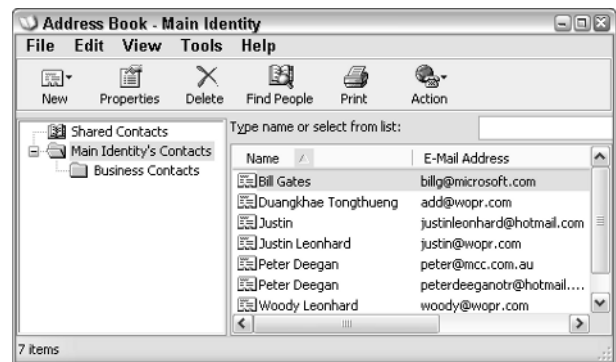 Address Book - Main Identity
File Edit View Tools Help
New Properties Delete Find People Print Action
Shared Contacts
Main Identity's Contacts
Business Contacts
Type name or select from list:
Name E-Mail Address
Bill Gates billg@microsoft.com
Duangkhae Tongthueng add@wopr.com
Justin justinleonhard@hotmail.com
Justin Leonhard justin@wopr.com
Peter Deegan peter@mcc.com.au
Peter Deegan peterdeeganotr@hotmail....
Woody Leonhard woody@wopr.com
7 items